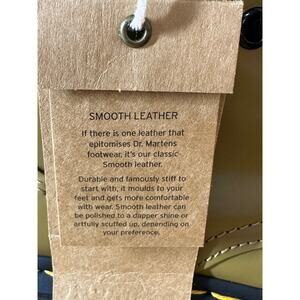 SMOOTH LEATHER
If there is one leather that
epitomises Dr. Martens
footwear, it's our classic
Smooth leather.
Durable and famously stiff to
start with, it moulds to your
feet and gets more comfortable
with wear. Smooth leather can
be polished to a dapper shine or
artfully scuffed up, depending on
your preference.